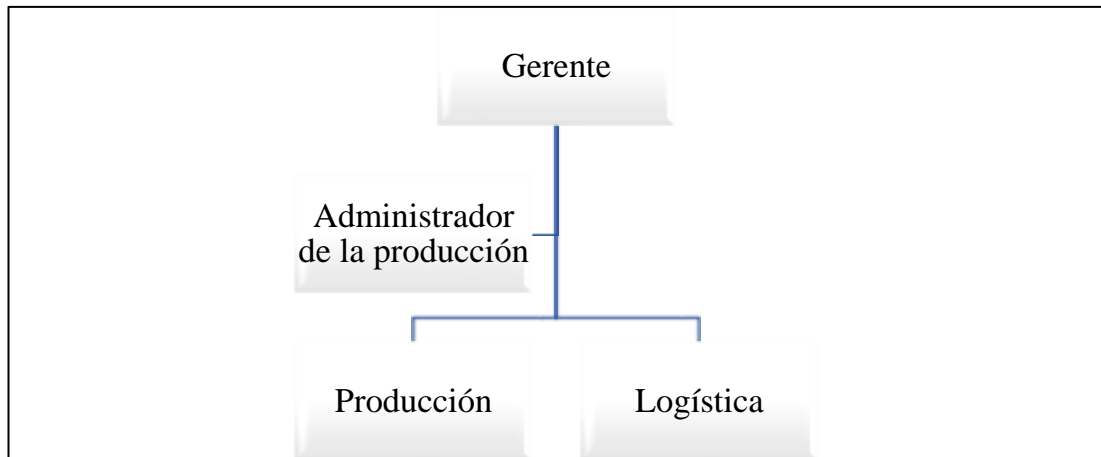 Gerente
Administrador
de la producción
Producción
Logística